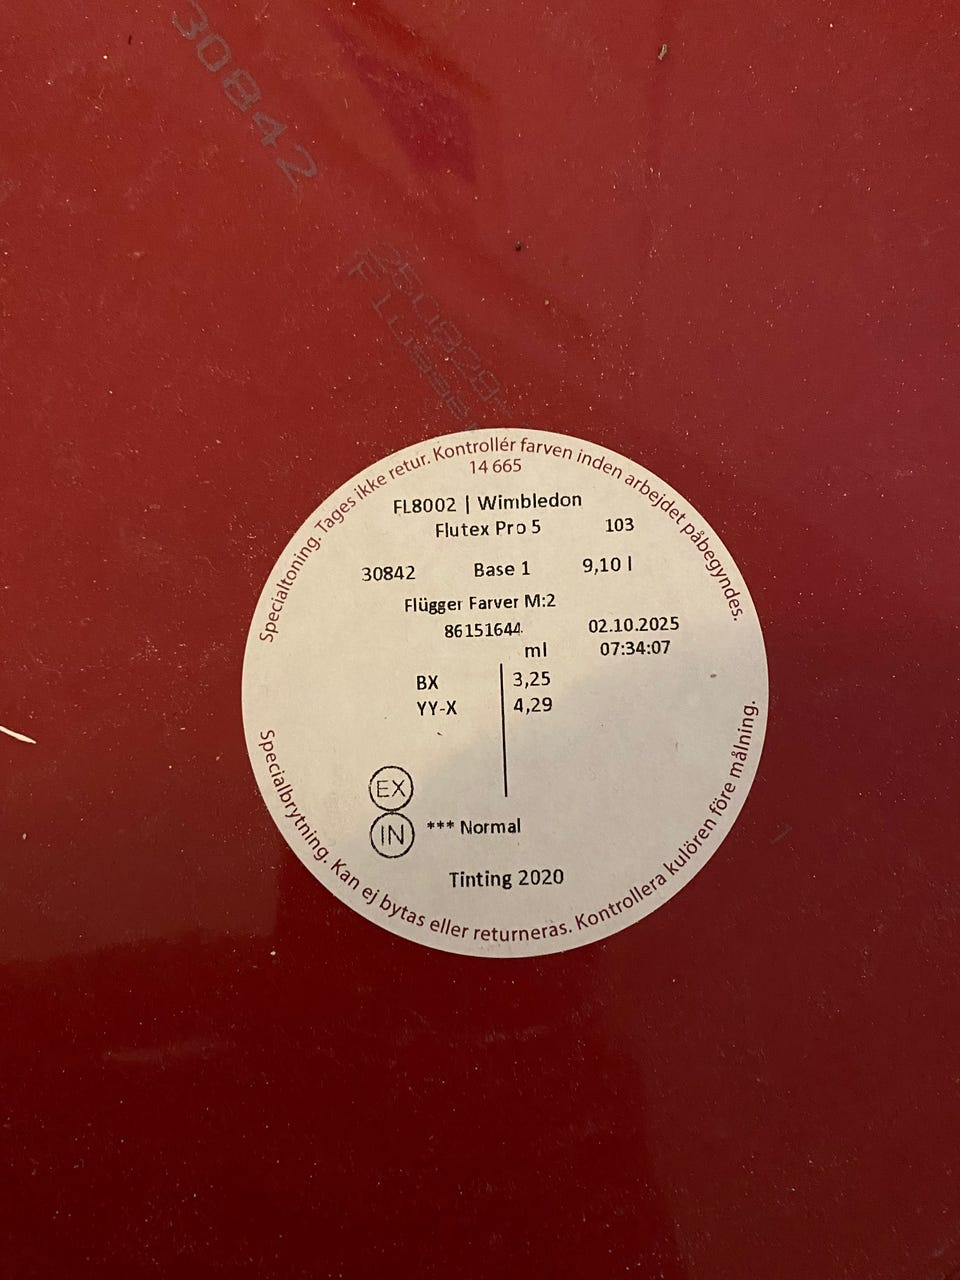 30842
250828
Flugger
Specialtoning. Tages ikke retur. Kontrollér farven inden arbejdet påbegyndes.
14 665
FL8002 | Wimbledon
Flutex Pro 5 103
30842 Base 1 9,10 l
Flügger Farver M:2
86151644 02.10.2025
ml 07:34:07
BX 3,25
YY-X 4,29
EX
IN *** Normal
Tinting 2020
Specialbrytning. Kan ej bytas eller returneras. Kontrollera kulören före målning.